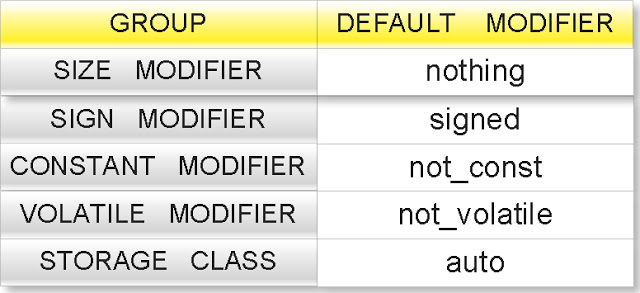 GROUP DEFAULT MODIFIER
SIZE MODIFIER nothing
SIGN MODIFIER signed
CONSTANT MODIFIER not_const
VOLATILE MODIFIER not_volatile
STORAGE CLASS auto